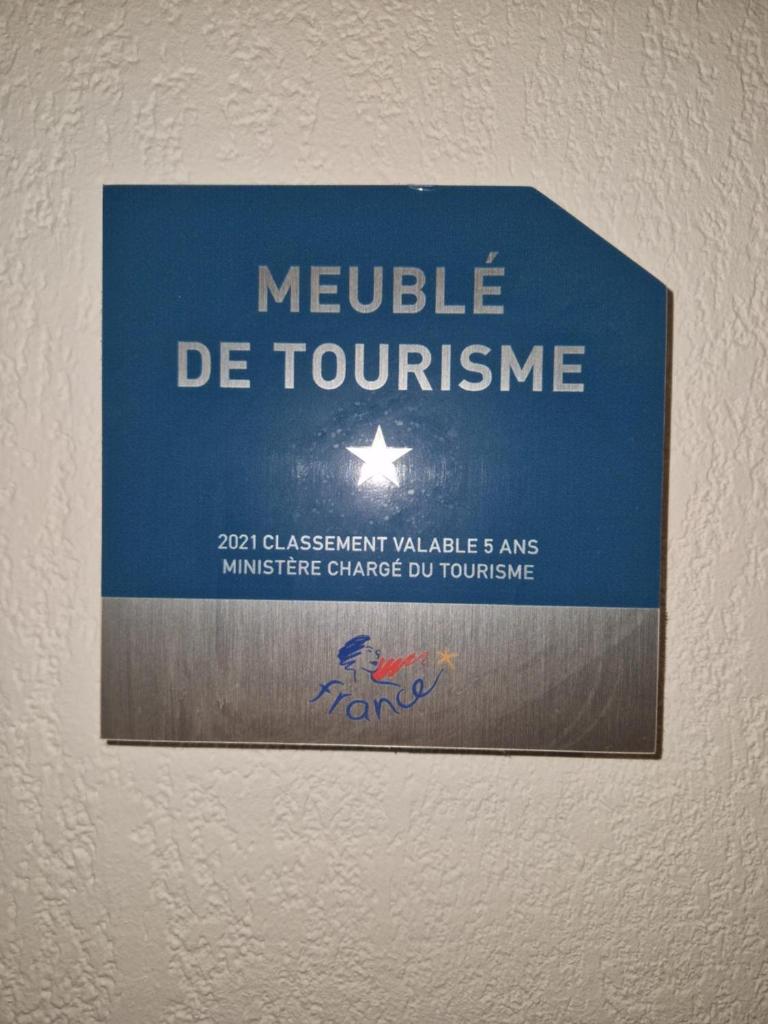 MEUBLÉ
DE TOURISME
2021 CLASSEMENT VALABLE 5 ANS
MINISTÈRE CHARGÉ DU TOURISME
france